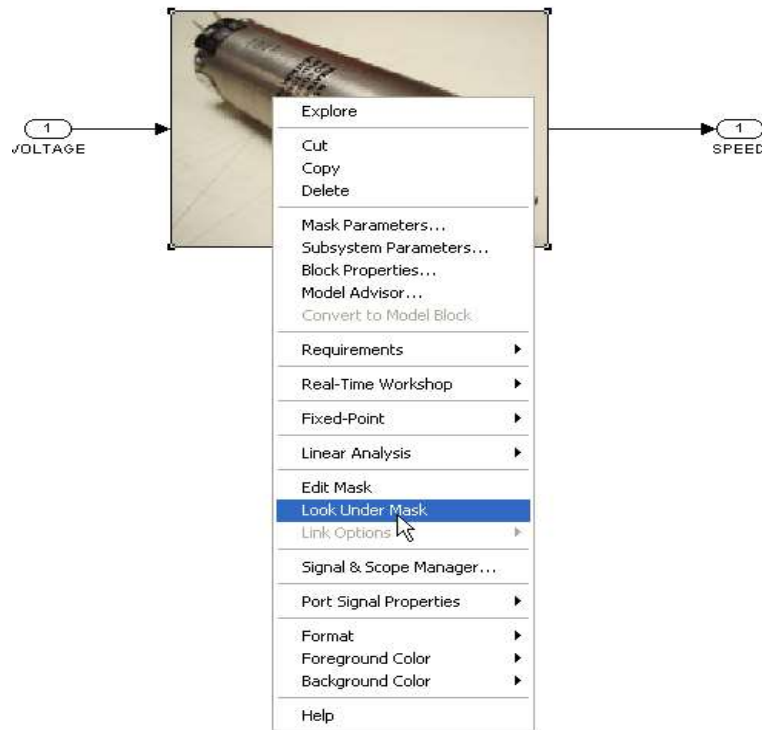 1
VOLTAGE
1
SPEED
Explore
Cut
Copy
Delete
Mask Parameters...
Subsystem Parameters...
Block Properties...
Model Advisor...
Convert to Model Block
Requirements
Real-Time Workshop
Fixed-Point
Linear Analysis
Edit Mask
Look Under Mask
Link Options
Signal & Scope Manager...
Port Signal Properties
Format
Foreground Color
Background Color
Help